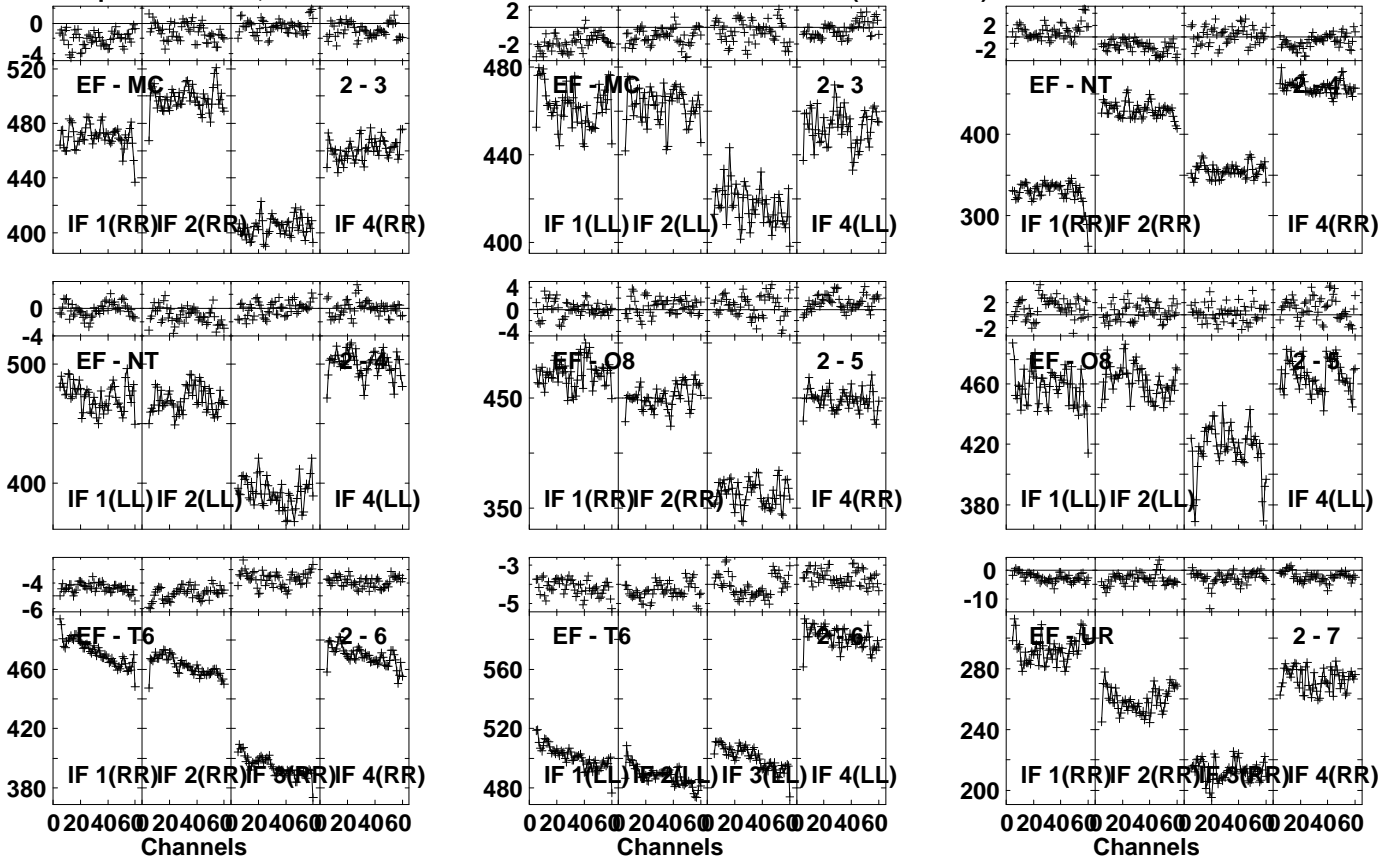 0 2 2
-4 -2 -2
520 EF - MC 2 - 3 480 EF - MC 2 - 3 EF - NT
480 440 400
440 300
400 IF 1(RR) IF 2(RR) IF 4(RR) 400 IF 1(LL) IF 2(LL) IF 4(LL) IF 1(RR) IF 2(RR) IF 4(RR)
0 4 2
-4 0 -2
-4
500 EF - NT 2 - 4 EF - O8 2 - 5 EF - O8 2 - 5
450 460
420
400 IF 1(LL) IF 2(LL) IF 4(LL) 350 IF 1(RR) IF 2(RR) IF 4(RR) 380 IF 1(LL) IF 2(LL) IF 4(LL)
-4 -3 0
-6 -5 -10
EF - T6 2 - 6 EF - T6 2 - 6 EF - UR 2 - 7
460 560 280
420 520 240
380 IF 1(RR) IF 2(RR) IF 3(RR) IF 4(RR) 480 IF 1(LL) IF 2(LL) IF 3(LL) IF 4(LL) 200 IF 1(RR) IF 2(RR) IF 3(RR) IF 4(RR)
0 20 40 60 0 20 40 60 0 20 40 60 0 20 40 60 0 20 40 60 0 20 40 60 0 20 40 60 0 20 40 60 0 20 40 60 0 20 40 60 0 20 40 60 0 20 40 60
Channels Channels Channels